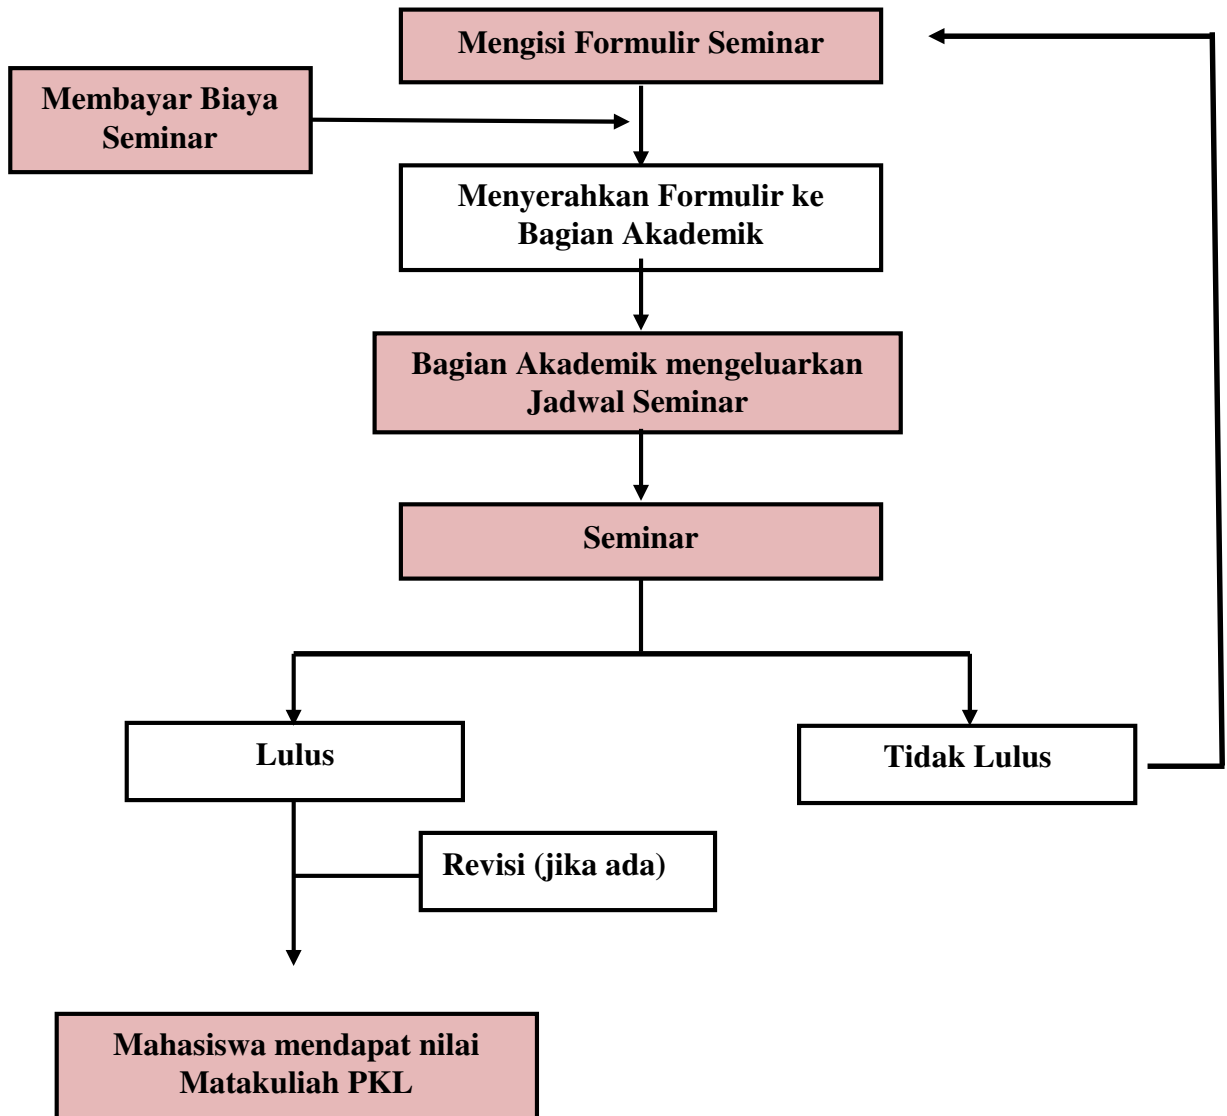 Mengisi Formulir Seminar
Membayar Biaya
Seminar
Menyerahkan Formulir ke
Bagian Akademik
Bagian Akademik mengeluarkan
Jadwal Seminar
Seminar
Lulus
Tidak Lulus
Revisi (jika ada)
Mahasiswa mendapat nilai
Matakuliah PKL